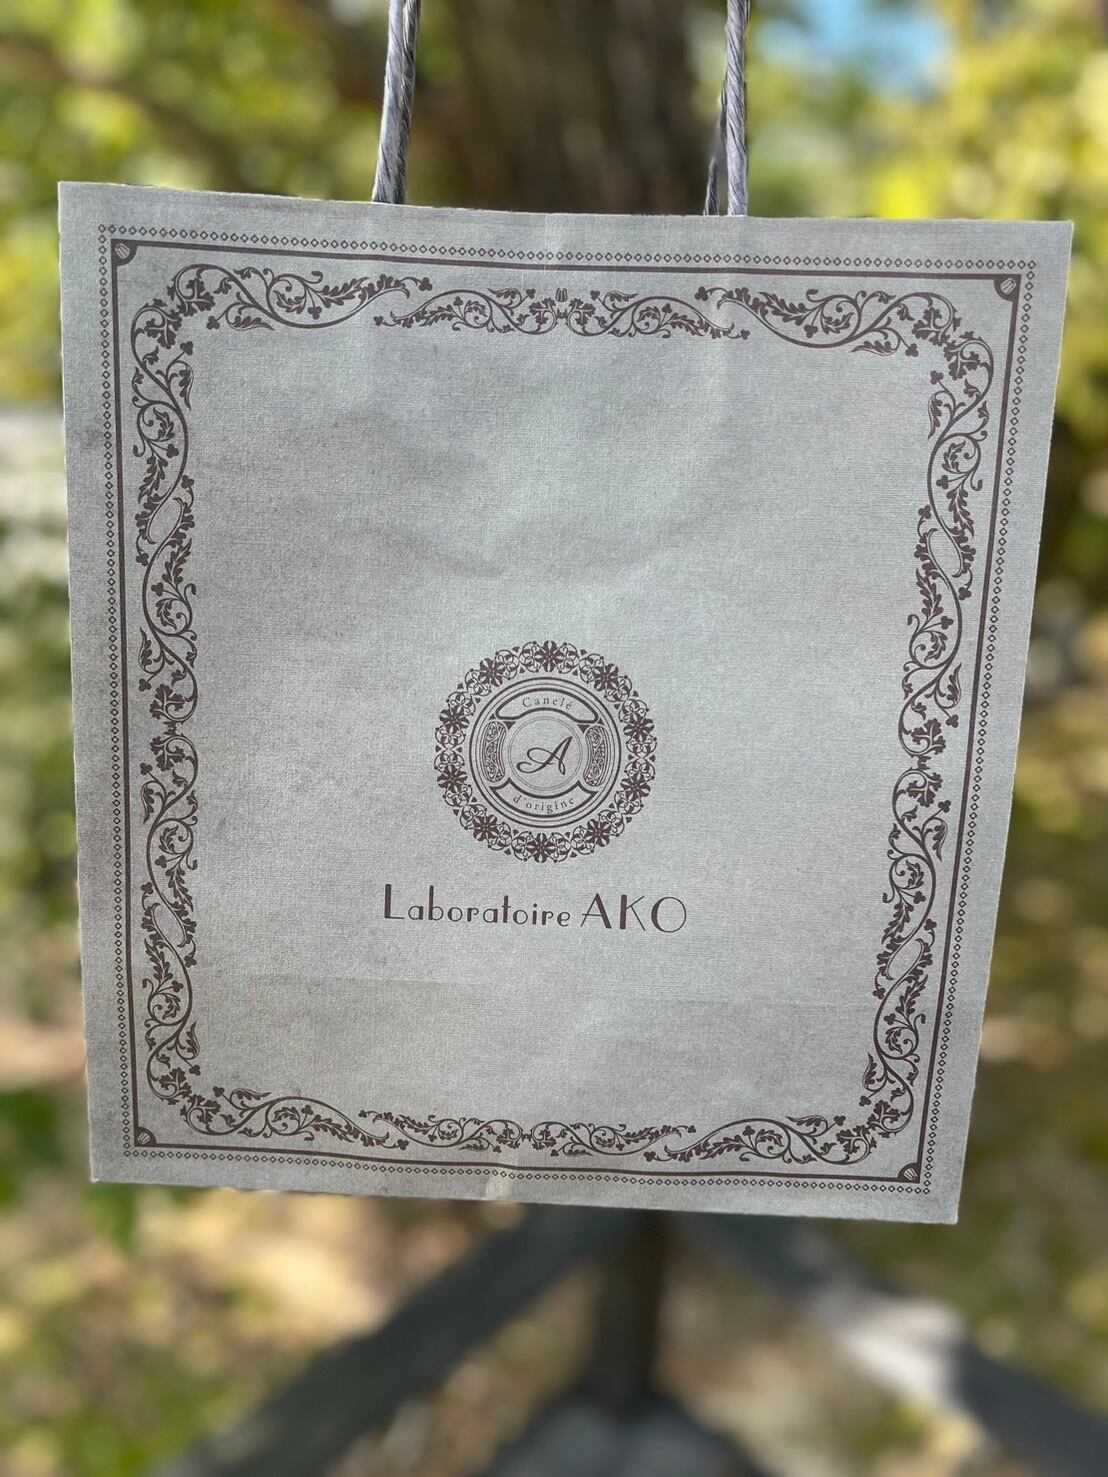 Canelé
A
d'origine
Laboratoire AKO